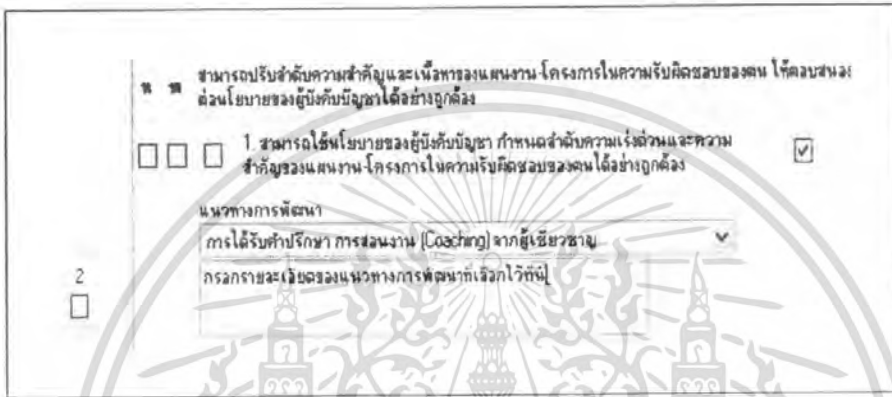 สามารถปรับลำดับความสำคัญและเนื้อหาของแผนงาน-โครงการในความรับผิดชอบของตน ให้ตอบสนอง
ต่อนโยบายของผู้บังคับบัญชาได้อย่างถูกต้อง
1. สามารถใช้นโยบายของผู้บังคับบัญชา กำหนดลำดับความเร่งด่วนและความ
สำคัญของแผนงาน-โครงการในความรับผิดชอบของตนได้อย่างถูกต้อง
แนวทางการพัฒนา
การได้รับคำปรึกษา การสอนงาน (Coaching) จากผู้เชี่ยวชาญ
2
กรอกรายละเอียดของแนวทางการพัฒนาที่เลือกไว้ที่นี่